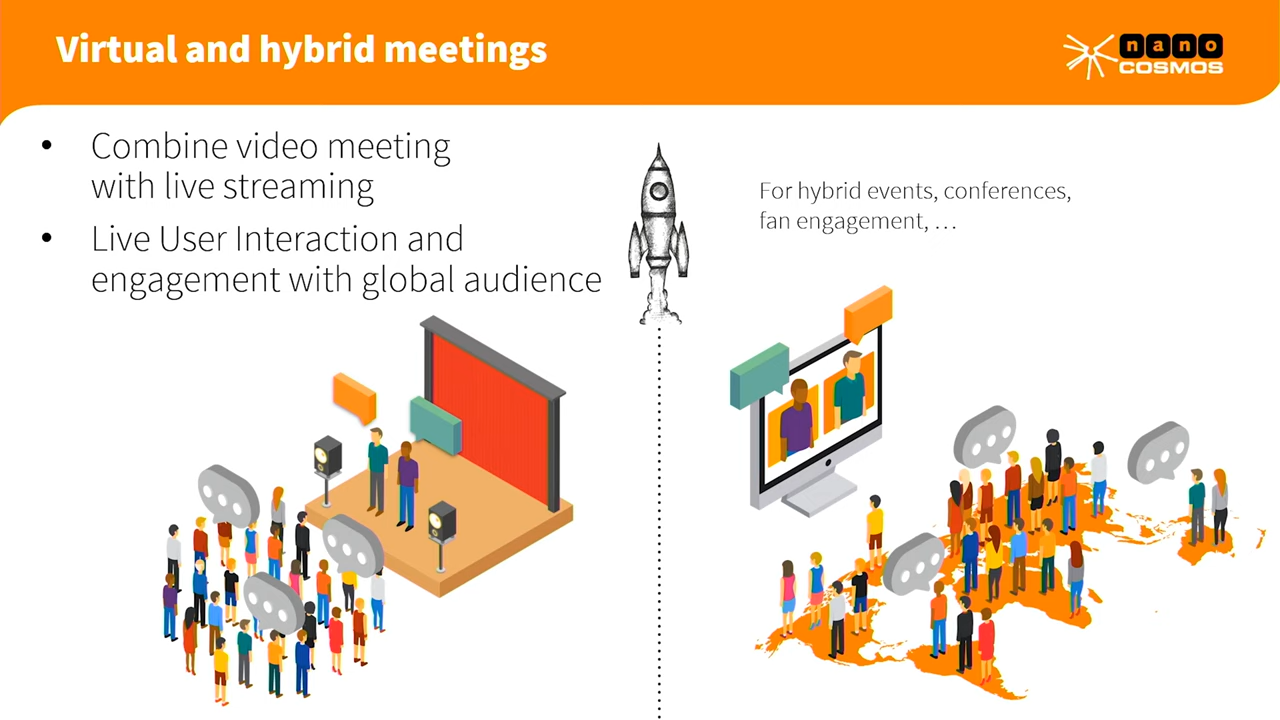 Virtual and hybrid meetings
nano
COSMOS
• Combine video meeting
with live streaming
• Live User Interaction and
engagement with global audience
For hybrid events, conferences,
fan engagement, …